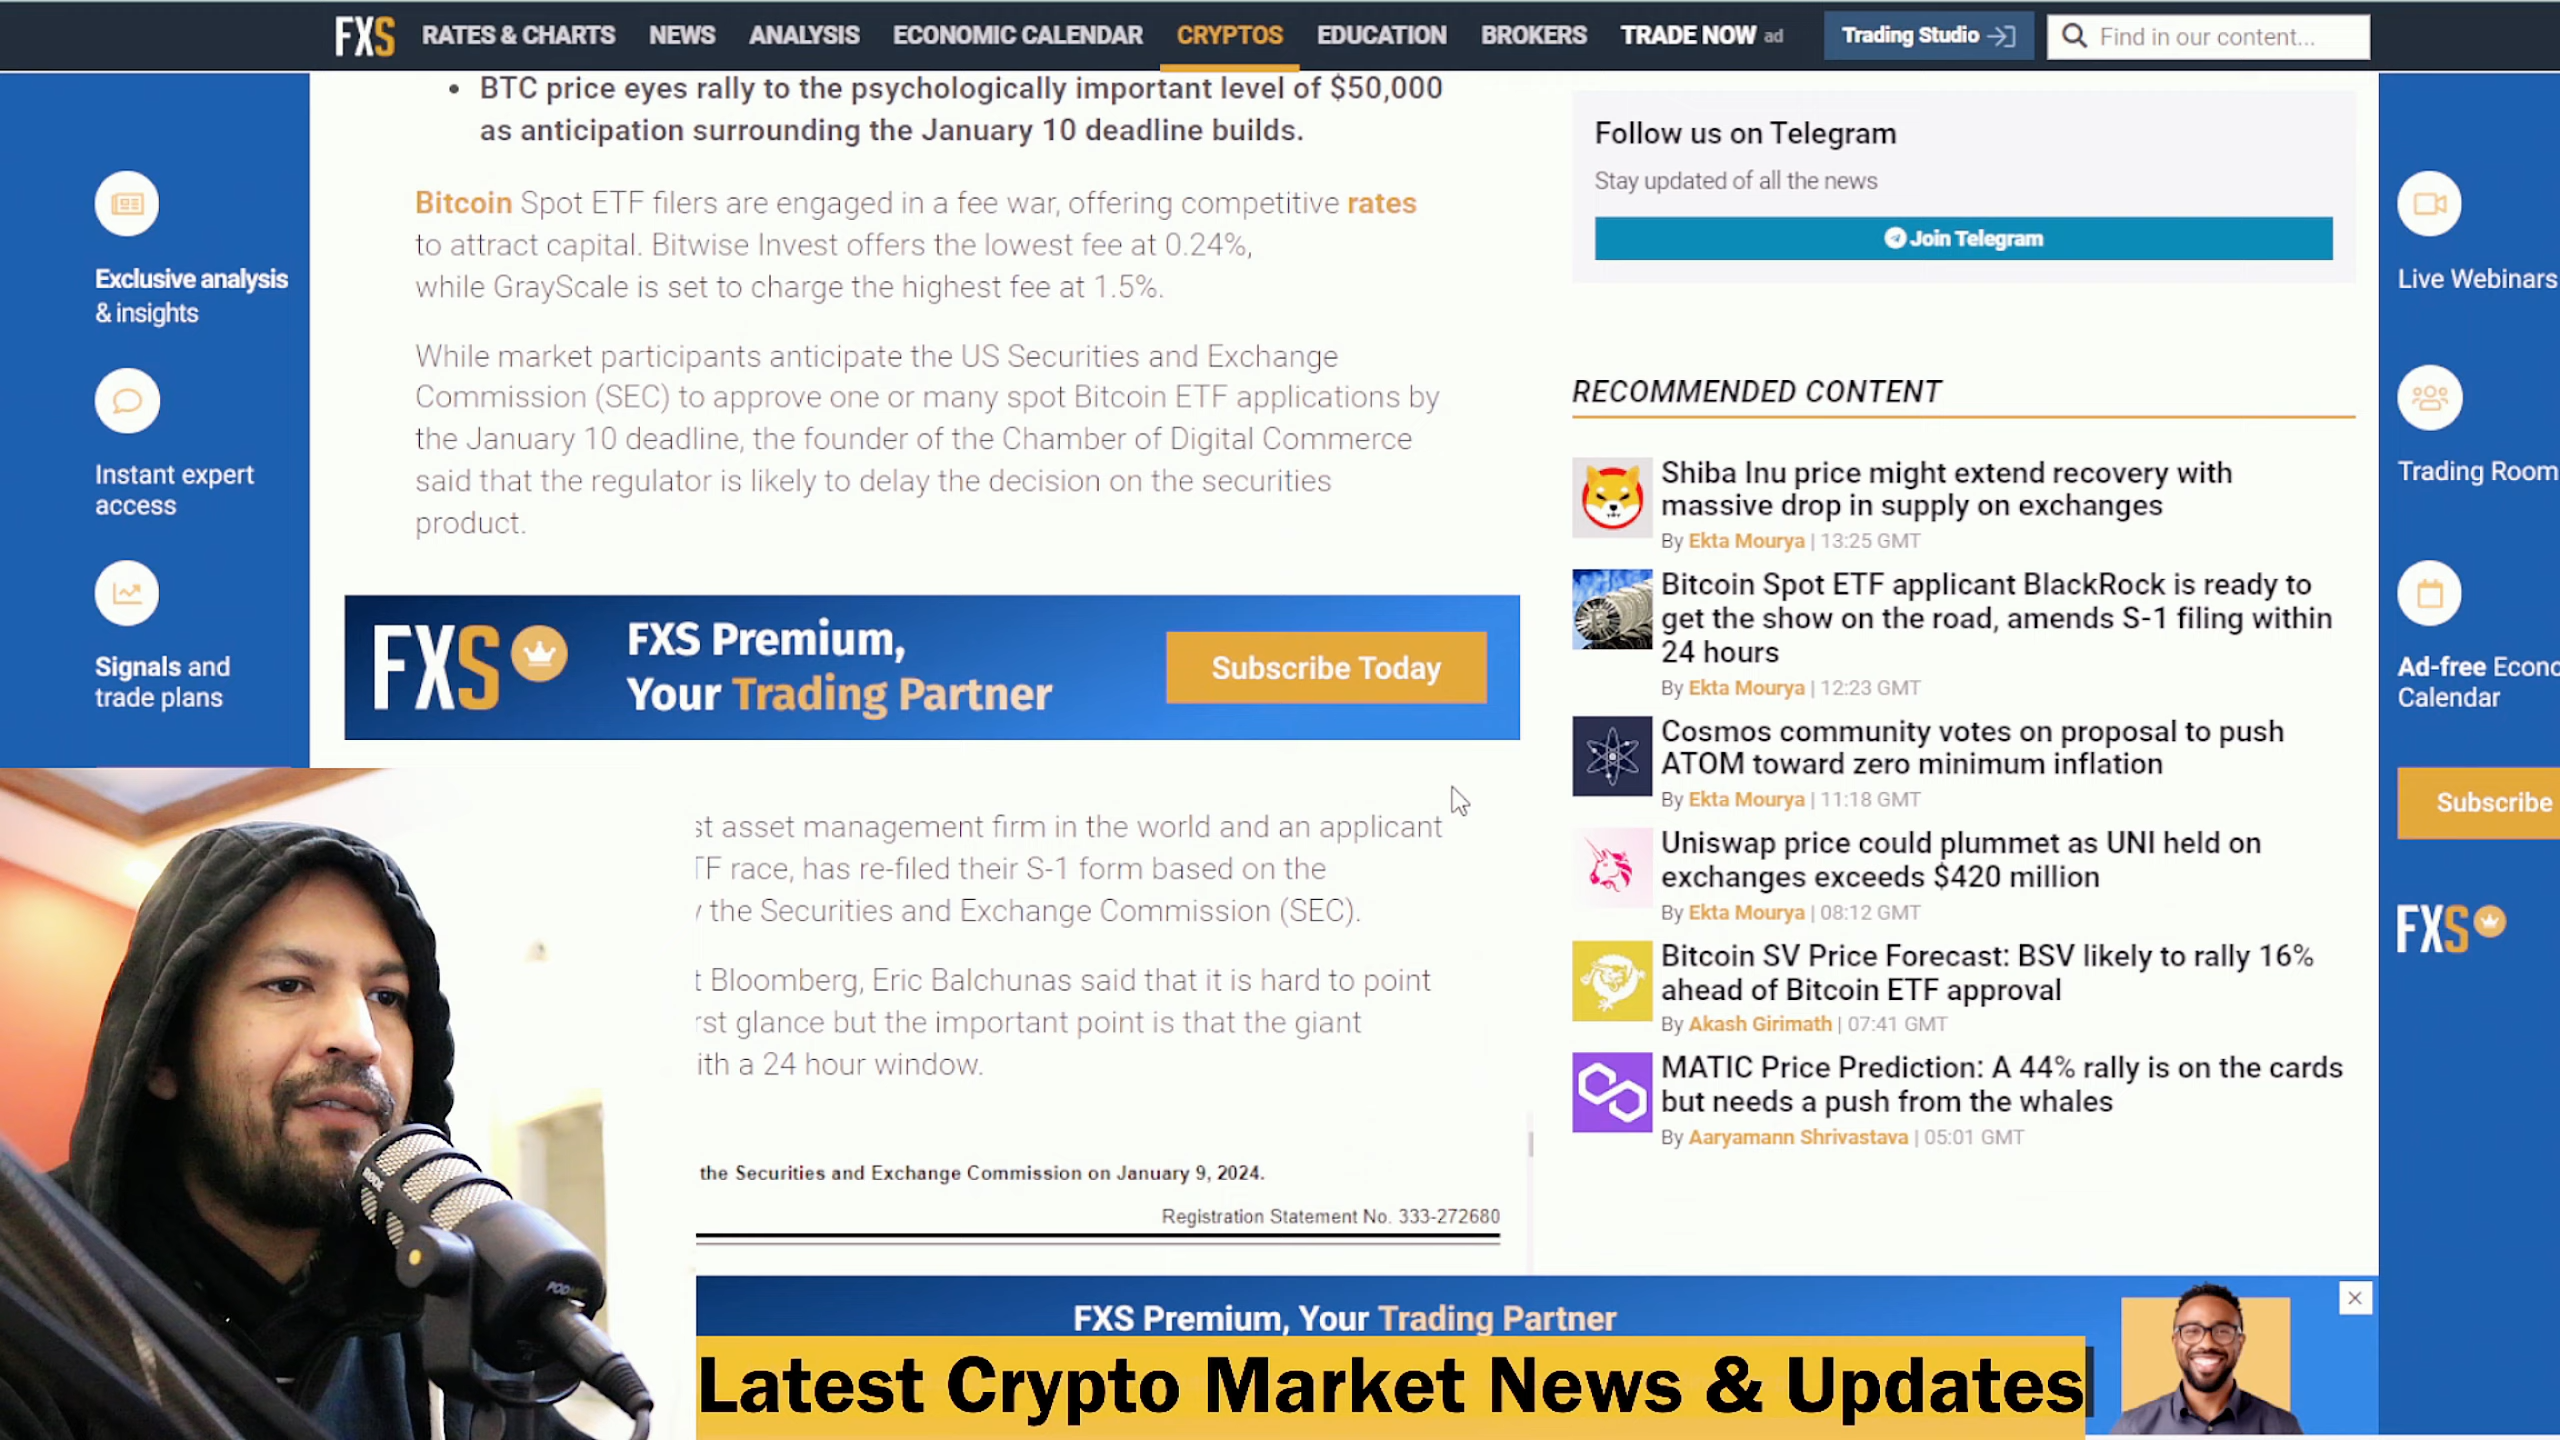 FXS RATES & CHARTS NEWS ANALYSIS ECONOMIC CALENDAR CRYPTOS EDUCATION BROKERS TRADE NOW ad Trading Studio Find in our content...
BTC price eyes rally to the psychologically important level of $50,000
as anticipation surrounding the January 10 deadline builds.
Bitcoin Spot ETF filers are engaged in a fee war, offering competitive rates
to attract capital. Bitwise Invest offers the lowest fee at 0.24%,
while GrayScale is set to charge the highest fee at 1.5%.
While market participants anticipate the US Securities and Exchange
Commission (SEC) to approve one or many spot Bitcoin ETF applications by
the January 10 deadline, the founder of the Chamber of Digital Commerce
said that the regulator is likely to delay the decision on the securities
product.
FXS
FXS Premium,
Your Trading Partner
Subscribe Today
st asset management firm in the world and an applicant
TF race, has re-filed their S-1 form based on the
the Securities and Exchange Commission (SEC).
t Bloomberg, Eric Balchunas said that it is hard to point
rst glance but the important point is that the giant
ith a 24 hour window.
the Securities and Exchange Commission on January 9, 2024.
Registration Statement No. 333-272680
Exclusive analysis
& insights
Instant expert
access
Signals and
trade plans
Follow us on Telegram
Stay updated of all the news
Join Telegram
RECOMMENDED CONTENT
Shiba Inu price might extend recovery with
massive drop in supply on exchanges
By Ekta Mourya | 13:25 GMT
Bitcoin Spot ETF applicant BlackRock is ready to
get the show on the road, amends S-1 filing within
24 hours
By Ekta Mourya | 12:23 GMT
Cosmos community votes on proposal to push
ATOM toward zero minimum inflation
By Ekta Mourya | 11:18 GMT
Uniswap price could plummet as UNI held on
exchanges exceeds $420 million
By Ekta Mourya | 08:12 GMT
Bitcoin SV Price Forecast: BSV likely to rally 16%
ahead of Bitcoin ETF approval
By Akash Girimath | 07:41 GMT
MATIC Price Prediction: A 44% rally is on the cards
but needs a push from the whales
By Aaryamann Shrivastava | 05:01 GMT
Live Webinars
Trading Room
Ad-free Econo
Calendar
Subscribe
FXS
FXS Premium, Your Trading Partner
Latest Crypto Market News & Updates
RODE